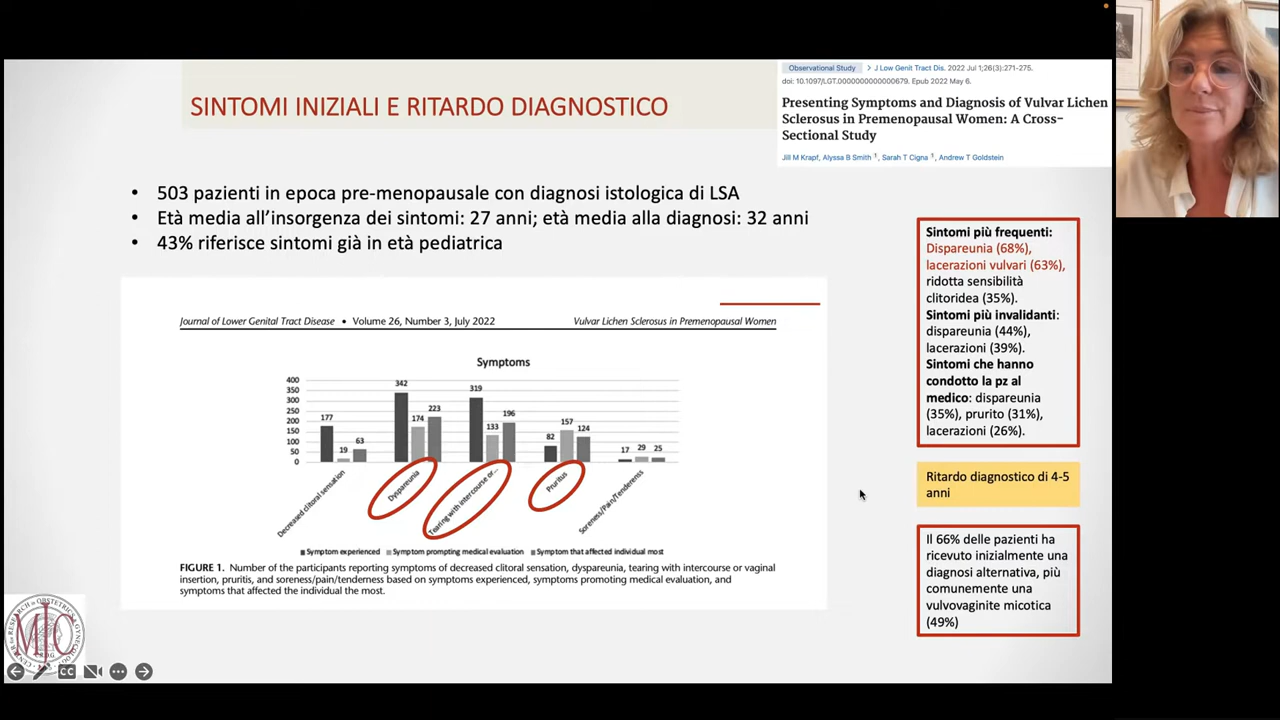 SINTOMI INIZIALI E RITARDO DIAGNOSTICO
Observational Study > J Low Genit Tract Dis. 2022 Jul 1;26(3):271-275.
doi: 10.1097/LGT.0000000000000679. Epub 2022 May 6.
Presenting Symptoms and Diagnosis of Vulvar Lichen
Sclerosus in Premenopausal Women: A Cross-
Sectional Study
Jill M Krapf, Alyssa B Smith 1, Sarah T Cigna 1, Andrew T Goldstein
• 503 pazienti in epoca pre-menopausale con diagnosi istologica di LSA
• Età media all'insorgenza dei sintomi: 27 anni; età media alla diagnosi: 32 anni
• 43% riferisce sintomi già in età pediatrica
Journal of Lower Genital Tract Disease • Volume 26, Number 3, July 2022
Vulvar Lichen Sclerosus in Premenopausal Women
Symptoms
400
350
300
250
200
150
100
50
0
177
19
63
342
174
223
319
133
196
82
157
124
17
29
25
Decreased clitoral sensation
Dyspareunia
Tearing with intercourse or...
Pruritus
Soreness/Pain/Tenderenss
Symptom experienced
Symptom prompting medical evaluation
Symptom that affected individual most
FIGURE 1. Number of the participants reporting symptoms of decreased clitoral sensation, dyspareunia, tearing with intercourse or vaginal
insertion, pruritis, and soreness/pain/tenderness based on symptoms experienced, symptoms promoting medical evaluation, and
symptoms that affected the individual the most.
Sintomi più frequenti:
Dispareunia (68%),
lacerazioni vulvari (63%),
ridotta sensibilità
clitoridea (35%).
Sintomi più invalidanti:
dispareunia (44%),
lacerazioni (39%).
Sintomi che hanno
condotto la pz al
medico: dispareunia
(35%), prurito (31%),
lacerazioni (26%).
Ritardo diagnostico di 4-5
anni
Il 66% delle pazienti ha
ricevuto inizialmente una
diagnosi alternativa, più
comunemente una
vulvovaginite micotica
(49%)
CC